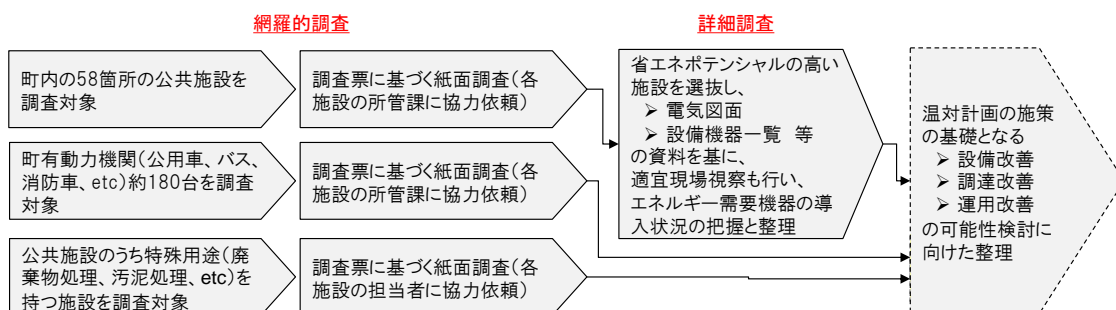 網羅的調査
詳細調査
町内の58箇所の公共施設を
調査対象
調査票に基づく紙面調査(各
施設の所管課に協力依頼)
町有動力機関(公用車、バス、
消防車、etc)約180台を調査
対象
調査票に基づく紙面調査(各
施設の所管課に協力依頼)
公共施設のうち特殊用途(廃
棄物処理、汚泥処理、etc)を
持つ施設を調査対象
調査票に基づく紙面調査(各
施設の担当者に協力依頼)
省エネポテンシャルの高い
施設を選抜し、
➢ 電気図面
➢ 設備機器一覧 等
の資料を基に、
適宜現場視察も行い、
エネルギー需要機器の導
入状況の把握と整理
温対計画の施策
の基礎となる
➢ 設備改善
➢ 調達改善
➢ 運用改善
の可能性検討に
向けた整理